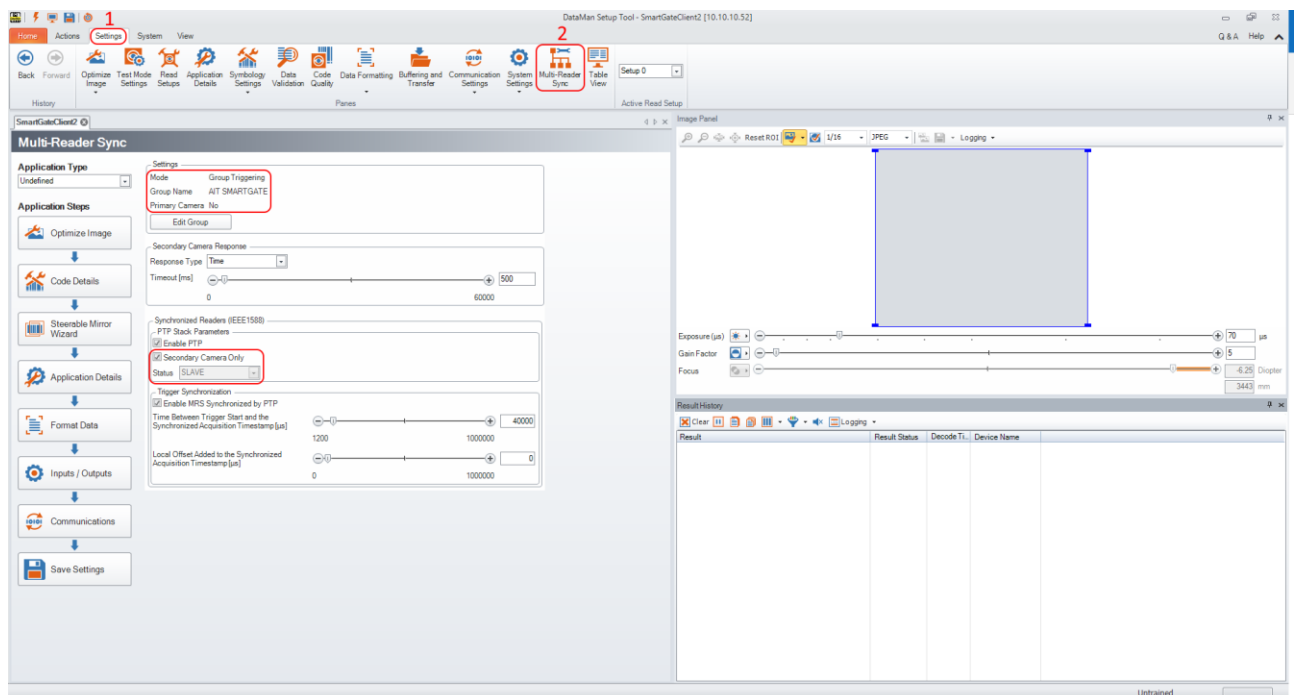 1
DataMan Setup Tool - SmartGateClient2 [10.10.10.52]
Home Actions Settings System View
Q & A Help
2
Back Forward Optimize Image Test Mode Settings Read Setups Application Details Symbology Settings Data Validation Code Quality Data Formatting Buffering and Transfer Communication Settings System Settings Multi-Reader Sync Table View Setup 0
History Panes Active Read Setup
SmartGateClient2
Multi-Reader Sync
Application Type
Undefined
Application Steps
Optimize Image
Code Details
Steerable Mirror Wizard
Application Details
Format Data
Inputs / Outputs
Communications
Save Settings
Settings
Mode Group Triggering
Group Name AIT SMARTGATE
Primary Camera No
Edit Group
Secondary Camera Response
Response Type Time
Timeout [ms] 500
0 60000
Synchronized Readers (IEEE1588)
PTP Stack Parameters
Enable PTP
Secondary Camera Only
Status SLAVE
Trigger Synchronization
Enable MRS Synchronized by PTP
Time Between Trigger Start and the
Synchronized Acquisition Timestamp [µs] 40000
1200 1000000
Local Offset Added to the Synchronized
Acquisition Timestamp [µs] 0
0 1000000
Image Panel
Reset ROI 1/16 JPEG Logging
Exposure (µs) 70 µs
Gain Factor 5
Focus -6.25 Diopter
3443 mm
Result History
Clear Logging
Result Result Status Decode Ti... Device Name
Untrained